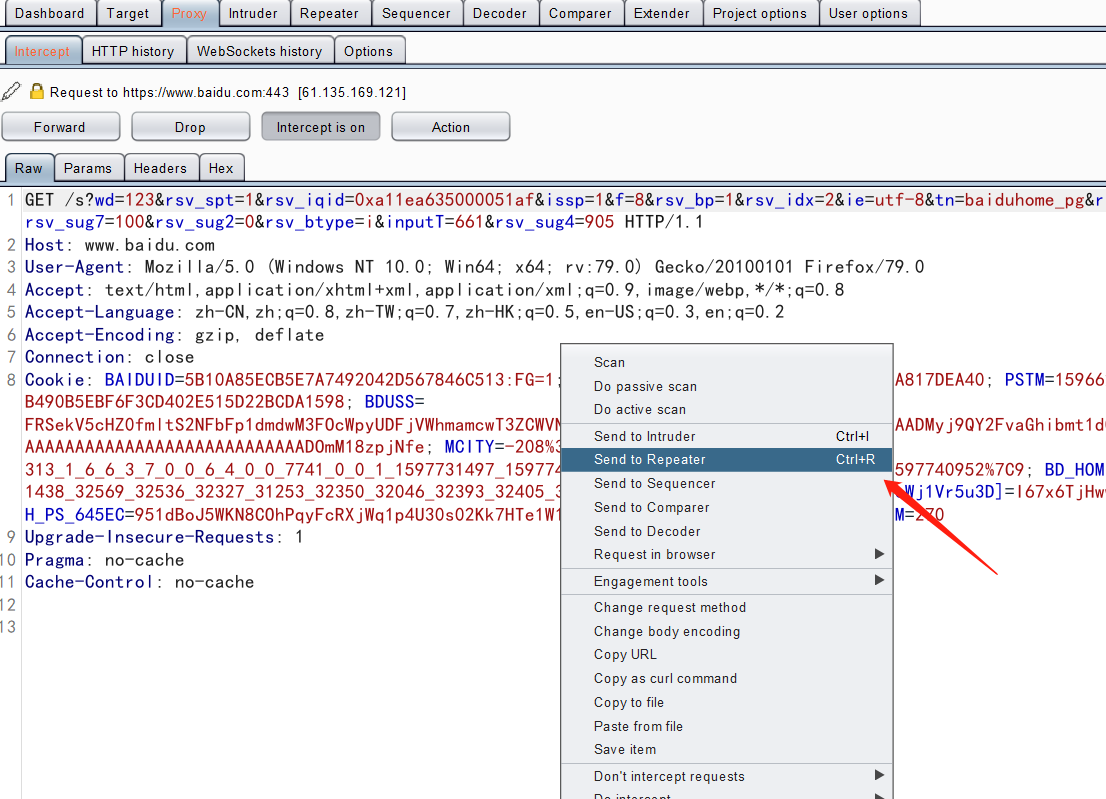 Dashboard Target Proxy Intruder Repeater Sequencer Decoder Comparer Extender Project options User options
Intercept HTTP history WebSockets history Options
Request to https://www.baidu.com:443 [61.135.169.121]
Forward Drop Intercept is on Action
Raw Params Headers Hex
1 GET /s?wd=123&rsv_spt=1&rsv_iqid=0xa11ea635000051af&issp=1&f=8&rsv_bp=1&rsv_idx=2&ie=utf-8&tn=baiduhome_pg&r
rsv_sug7=100&rsv_sug2=0&rsv_btype=i&inputT=661&rsv_sug4=905 HTTP/1.1
2 Host: www.baidu.com
3 User-Agent: Mozilla/5.0 (Windows NT 10.0; Win64; x64; rv:79.0) Gecko/20100101 Firefox/79.0
4 Accept: text/html,application/xhtml+xml,application/xml;q=0.9,image/webp,*/*;q=0.8
5 Accept-Language: zh-CN,zh;q=0.8,zh-TW;q=0.7,zh-HK;q=0.5,en-US;q=0.3,en;q=0.2
6 Accept-Encoding: gzip, deflate
7 Connection: close
8 Cookie: BAIDUID=5B10A85ECB5E7A7492042D567846C513:FG=1; A817DEA40; PSTM=159661
B490B5EBF6F3CD402E515D22BCDA1598; BDUSS=
FRSekV5cHZOfmltS2NFbFp1dmdwM3FOcWpyUDFjVWhmamcwT3ZCWVN AADMyj9QY2FvaGhibmt1d
AAAAAAAAAAAAAAAAAAAAAAAAAAAADOmM18zpjNfe; MCITY=-208%3
313_1_6_6_3_7_0_0_6_4_0_0_7741_0_0_1_1597731497_159774 597740952%7C9; BD_HOM
1438_32569_32536_32327_31253_32350_32046_32393_32405_3 Wj1Vr5u3D]=I67x6TjHw
H_PS_645EC=951dBoJ5WKN8COhPqyFcRXjWq1p4U30s02Kk7HTe1W1 M=270
9 Upgrade-Insecure-Requests: 1
10 Pragma: no-cache
11 Cache-Control: no-cache
12
13
Scan
Do passive scan
Do active scan
Send to Intruder Ctrl+I
Send to Repeater Ctrl+R
Send to Sequencer
Send to Comparer
Send to Decoder
Request in browser
Engagement tools
Change request method
Change body encoding
Copy URL
Copy as curl command
Copy to file
Paste from file
Save item
Don't intercept requests
Do intercept